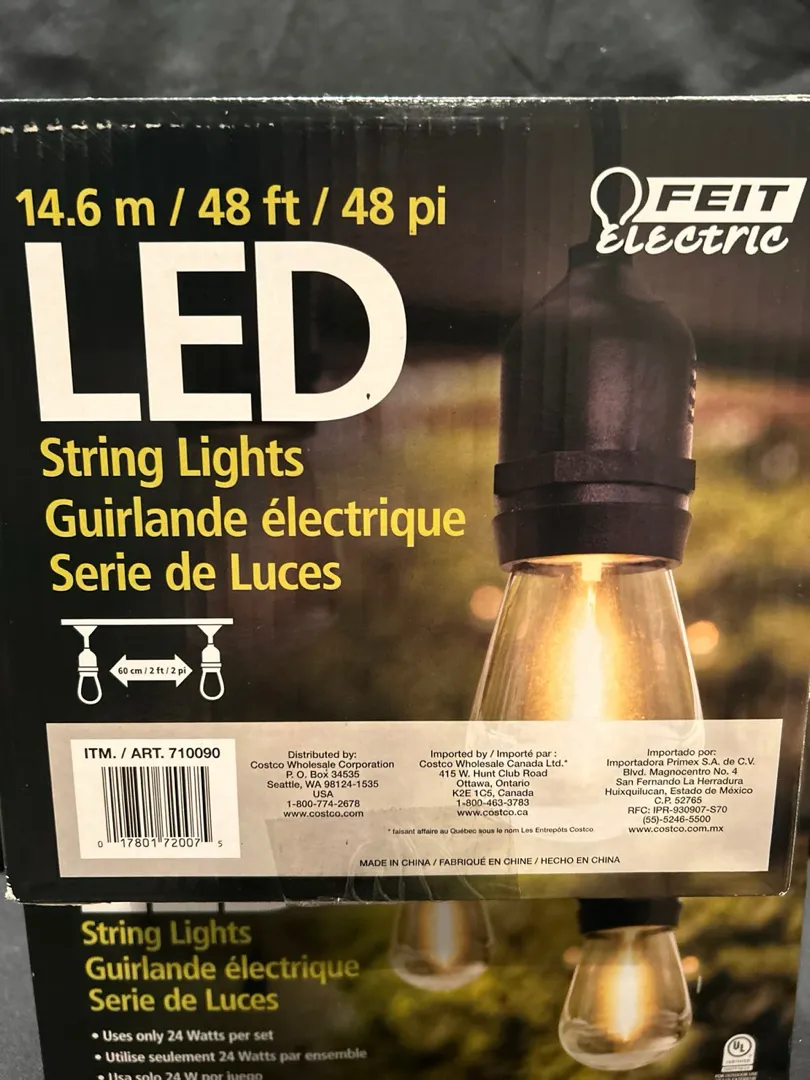 14.6 m / 48 ft / 48 pi
FEIT
ELECTRIC
LED
String Lights
Guirlande électrique
Serie de Luces
60 cm / 2 ft / 2 pi
ITM. / ART. 710090
0 17801 72007 5
Distributed by:
Costco Wholesale Corporation
P. O. Box 34535
Seattle, WA 98124-1535
USA
1-800-774-2678
www.costco.com
Imported by / Importé par :
Costco Wholesale Canada Ltd.*
415 W. Hunt Club Road
Ottawa, Ontario
K2E 1C5, Canada
1-800-463-3783
www.costco.ca
* faisant affaire au Québec sous le nom Les Entrepôts Costco
Importado por:
Importadora Primex S.A. de C.V.
Blvd. Magnocentro No. 4
San Fernando La Herradura
Huixquilucan, Estado de México
C.P. 52765
RFC: IPR-930907-S70
(55)-5246-5500
www.costco.com.mx
MADE IN CHINA / FABRIQUÉ EN CHINE / HECHO EN CHINA
String Lights
Guirlande électrique
Serie de Luces
• Uses only 24 Watts per set
• Utilise seulement 24 Watts par ensemble
• Usa solo 24 W por juego
UL